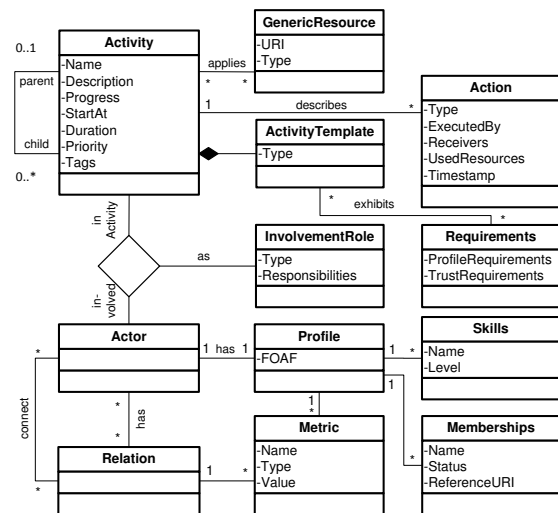 Activity
-Name
-Description
-Progress
-StartAt
-Duration
-Priority
-Tags
0..1
parent
child
0..*
applies
* *
GenericResource
-URI
-Type
1 describes *
Action
-Type
-ExecutedBy
-Receivers
-UsedResources
-Timestamp
ActivityTemplate
-Type
* exhibits *
in
Activity
as
InvolvementRole
-Type
-Responsibilities
Requirements
-ProfileRequirements
-TrustRequirements
in-
volved
Actor
1 has 1
Profile
-FOAF
1 *
Skills
-Name
-Level
* connect *
* has *
1 *
1 *
Relation
1 *
Metric
-Name
-Type
-Value
Memberships
-Name
-Status
-ReferenceURI